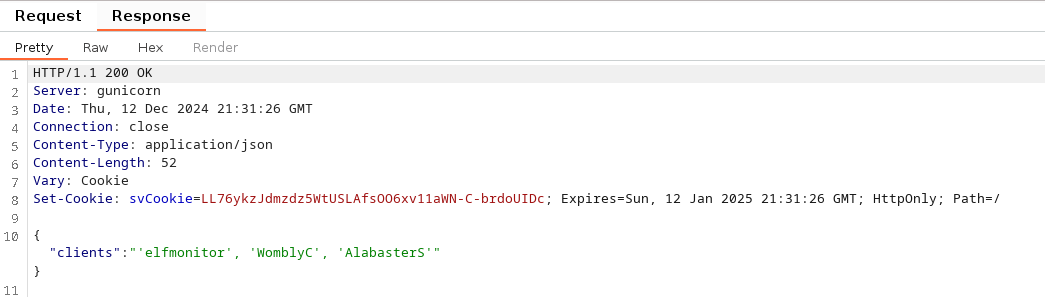 Request Response
Pretty Raw Hex Render
1 HTTP/1.1 200 OK
2 Server: gunicorn
3 Date: Thu, 12 Dec 2024 21:31:26 GMT
4 Connection: close
5 Content-Type: application/json
6 Content-Length: 52
7 Vary: Cookie
8 Set-Cookie: svCookie=LL76ykzJdmzdz5WtUSLAfsOO6xv11aWN-C-brdoUIDc; Expires=Sun, 12 Jan 2025 21:31:26 GMT; HttpOnly; Path=/
9
10 {
"clients":"'elfmonitor', 'WomblyC', 'AlabasterS'"
}
11